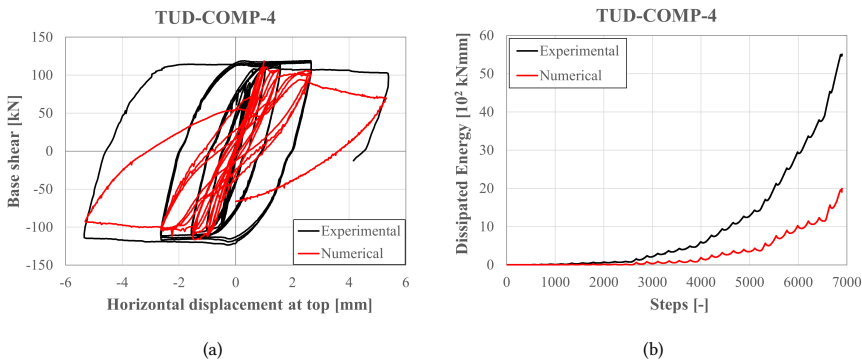 TUD-COMP-4
150
100
50
0
-50
-100
-150
Base shear [kN]
Experimental
Numerical
-6 -4 -2 0 2 4 6
Horizontal displacement at top [mm]
(a)
TUD-COMP-4
60
50
40
30
20
10
0
Dissipated Energy [10² kNmm]
Experimental
Numerical
0 1000 2000 3000 4000 5000 6000 7000
Steps [-]
(b)